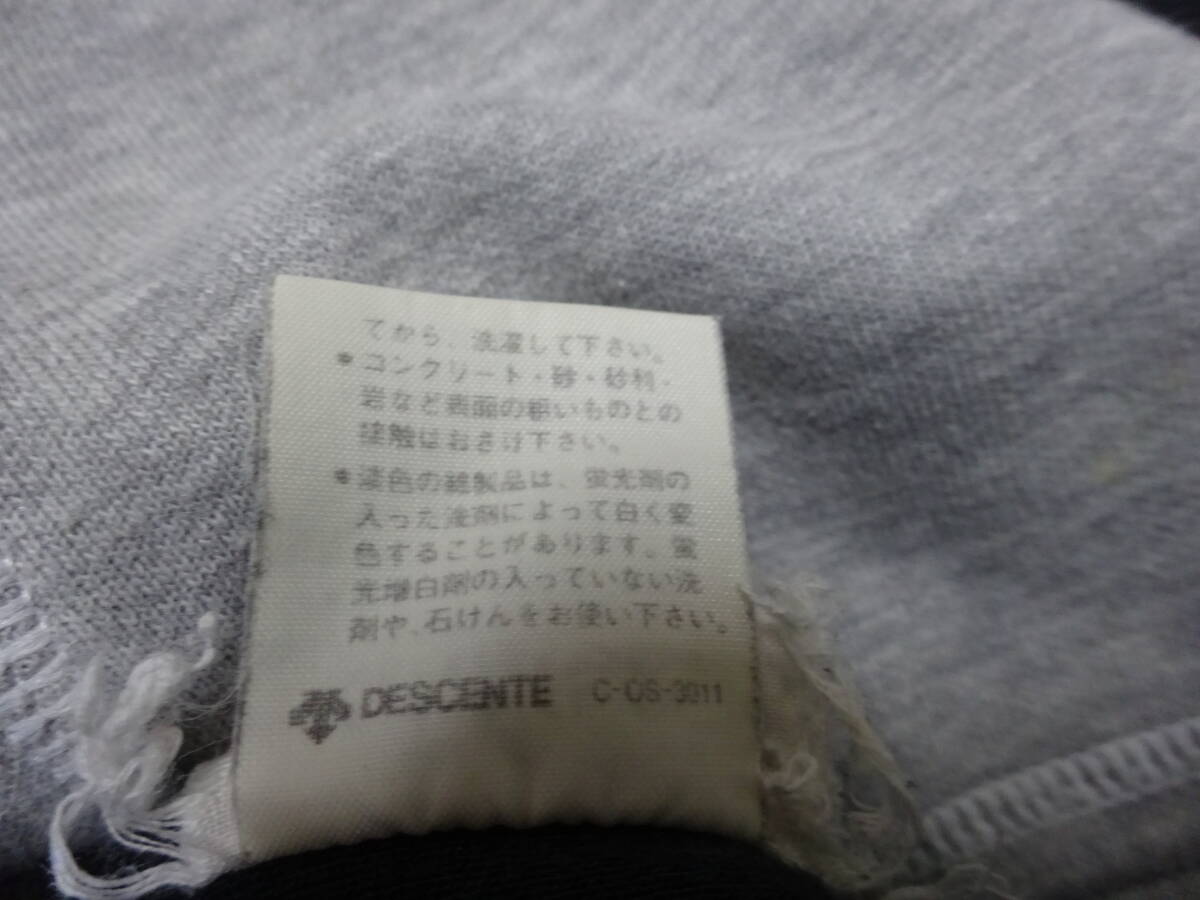 てから、洗濯して下さい。
●コンクリート・砂・砂利・
岩など表面の粗いものとの
接触はおさけ下さい。
●淡色の綿製品は、蛍光剤の
入った洗剤によって白く変
色することがあります。蛍
光増白剤の入っていない洗
剤や、石けんをお使い下さい。
DESCENTE C-OS-3011